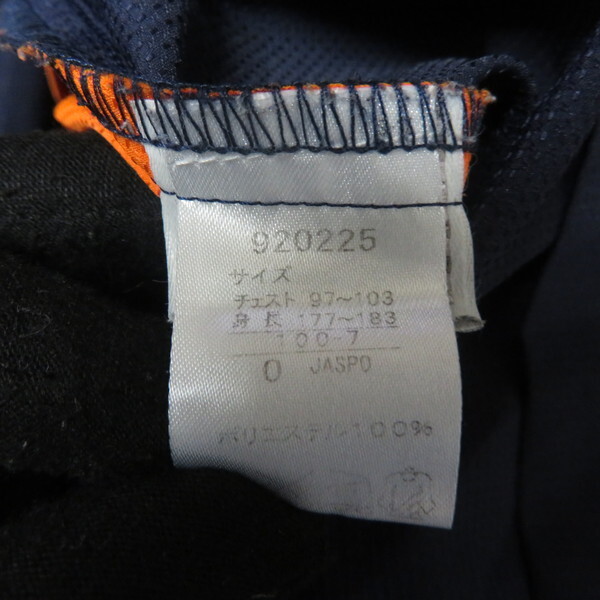 920225
サイズ
チェスト 97~103
身長 177~183
100-7
O JASPO
ポリエステル100%